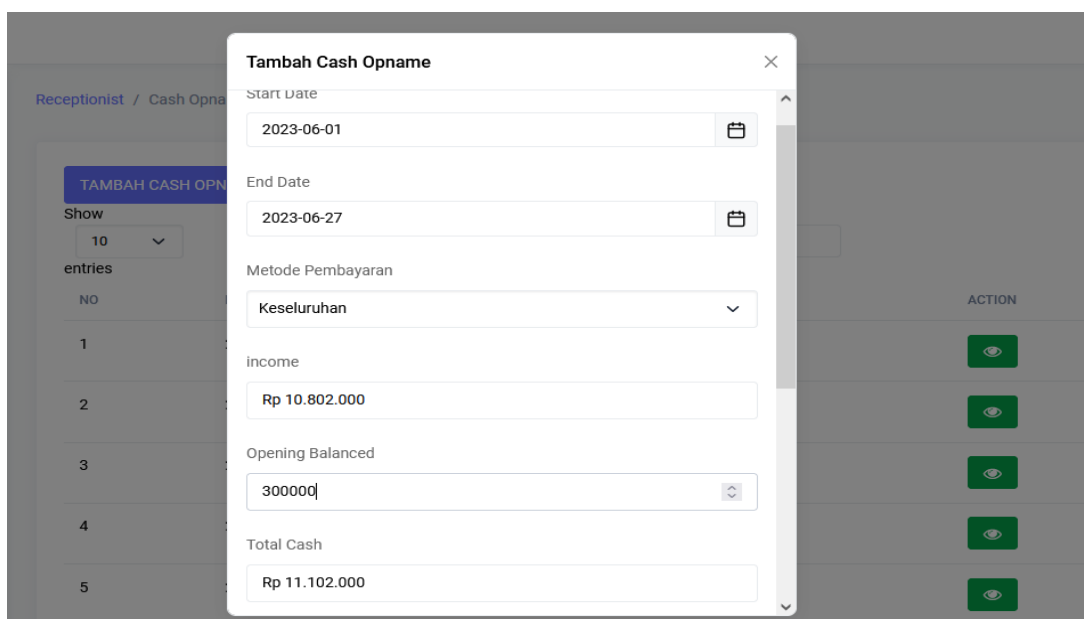 Tambah Cash Opname
Receptionist / Cash Opna
Start Date
2023-06-01
TAMBAH CASH OPN
End Date
Show
2023-06-27
10
entries
Metode Pembayaran
NO
Keseluruhan
ACTION
1
income
Rp 10.802.000
2
Opening Balanced
3
300000
4
Total Cash
Rp 11.102.000
5